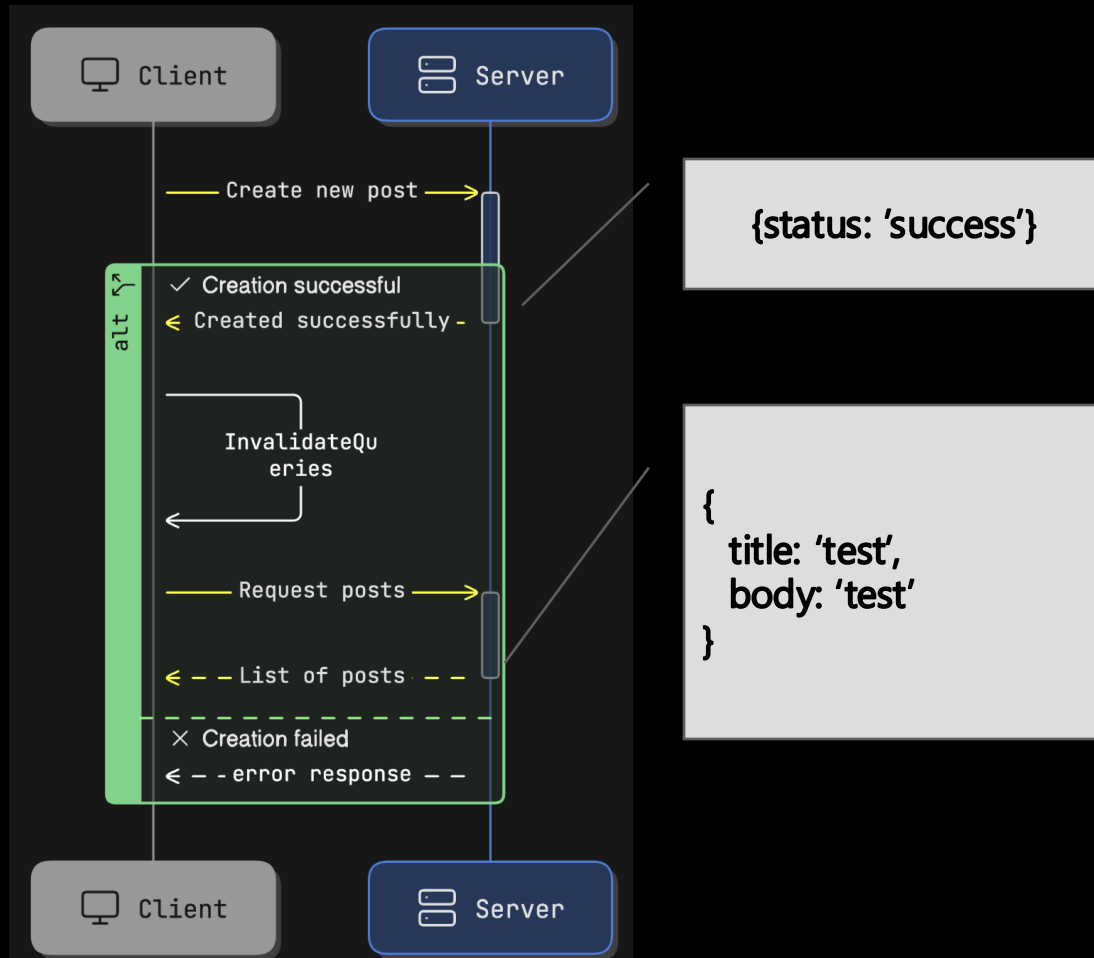 Client
Server
Create new post
{status: ‘success’}
alt
Creation successful
Created successfully
InvalidateQu
eries
{
title: ‘test’,
body: ‘test’
}
Request posts
List of posts
Creation failed
error response
Client
Server